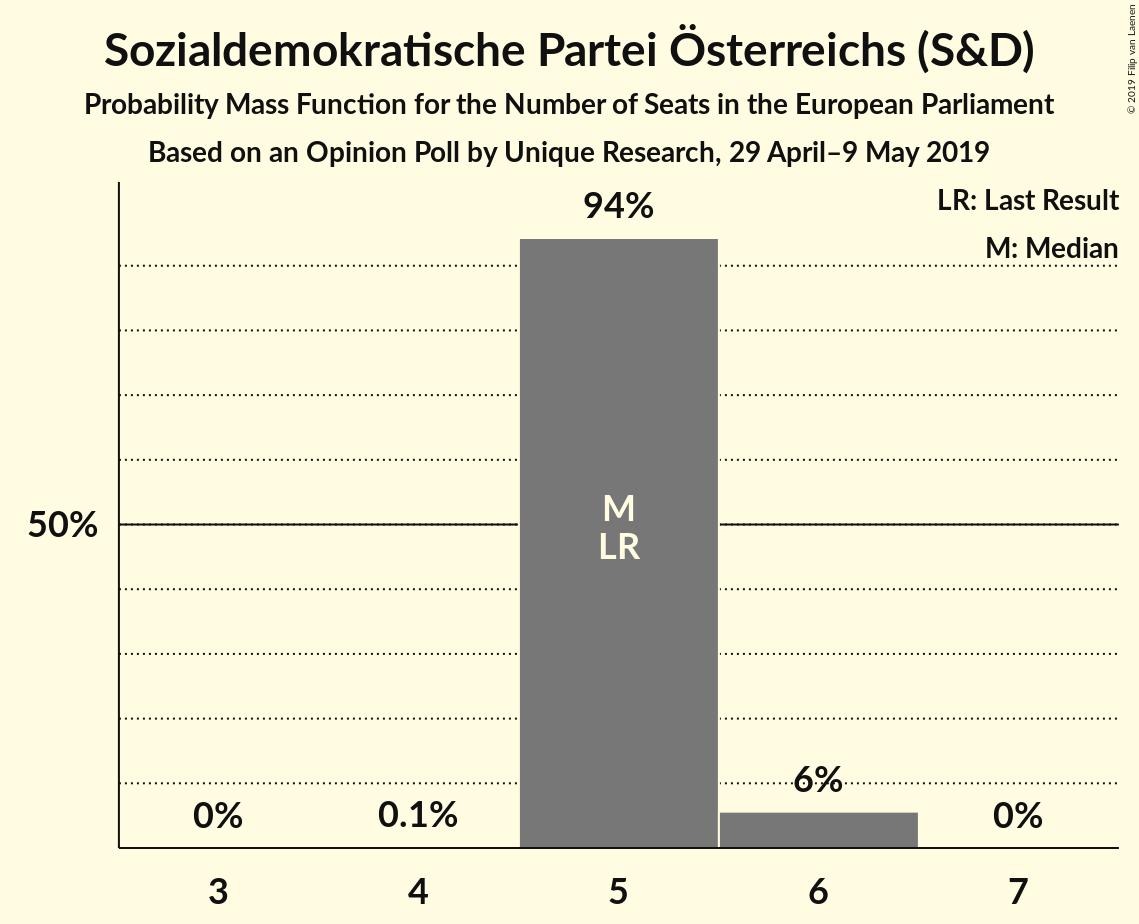 Sozialdemokratische Partei Österreichs (S&D)
Probability Mass Function for the Number of Seats in the European Parliament
Based on an Opinion Poll by Unique Research, 29 April–9 May 2019
© 2019 Filip van Laenen
LR: Last Result
M: Median
94%
50%
M
LR
0%
0.1%
6%
0%
3
4
5
6
7